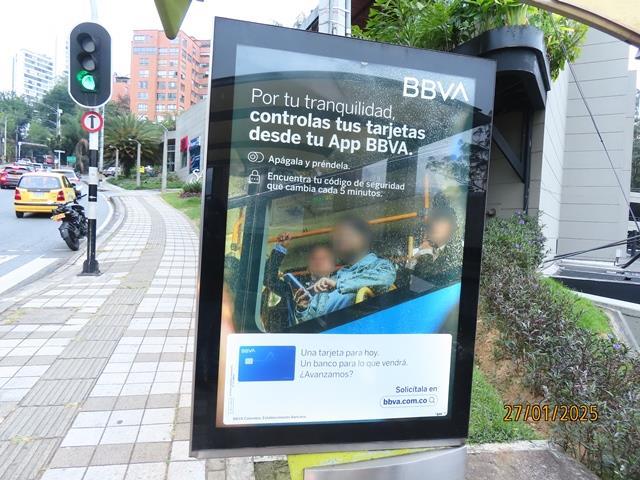 BBVA
Por tu tranquilidad,
controlas tus tarjetas
desde tu App BBVA.
Apágala y préndela.
Encuentra tu código de seguridad
que cambia cada 5 minutos.
BBVA
Una tarjeta para hoy.
Un banco para lo que vendrá.
¿Avanzamos?
Solicítala en
bbva.com.co
BBVA Colombia. Establecimiento Bancario.
27/01/2025